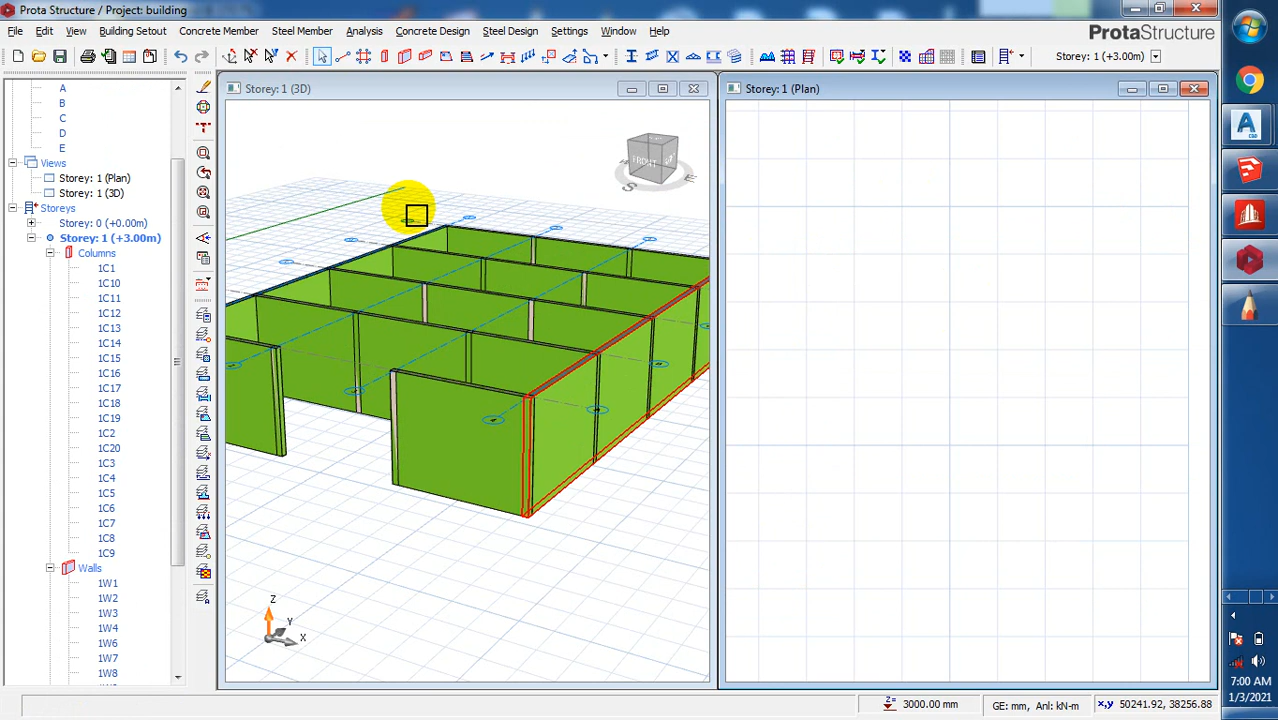 Prota Structure / Project: building
File Edit View Building Setout Concrete Member Steel Member Analysis Concrete Design Steel Design Settings Window Help
ProtaStructure
Storey: 1 (+3.00m)
Storey: 1 (3D)
Storey: 1 (Plan)
A
B
C
D
E
Views
Storey: 1 (Plan)
Storey: 1 (3D)
Storeys
Storey: 0 (+0.00m)
Storey: 1 (+3.00m)
Columns
1C1
1C10
1C11
1C12
1C13
1C14
1C15
1C16
1C17
1C18
1C19
1C2
1C20
1C3
1C4
1C5
1C6
1C7
1C8
1C9
Walls
1W1
1W2
1W3
1W4
1W6
1W7
1W8
FRONT
S
Z
Y
X
Z= 3000.00 mm
GE: mm, Anl: kN-m
x,y 50241.92, 38256.88
7:00 AM
1/3/2021